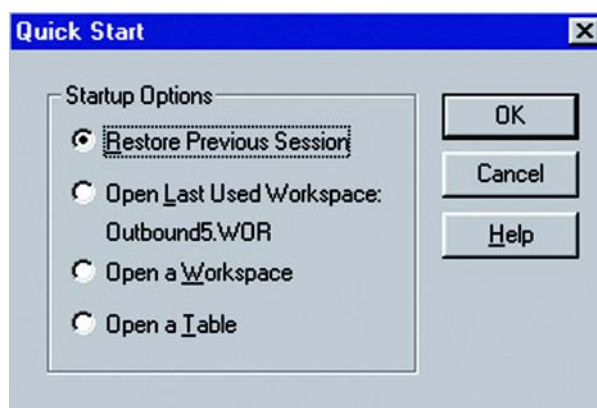 Quick Start
Startup Options
Restore Previous Session
Open Last Used Workspace:
Outbound5.WOR
Open a Workspace
Open a Table
OK
Cancel
Help